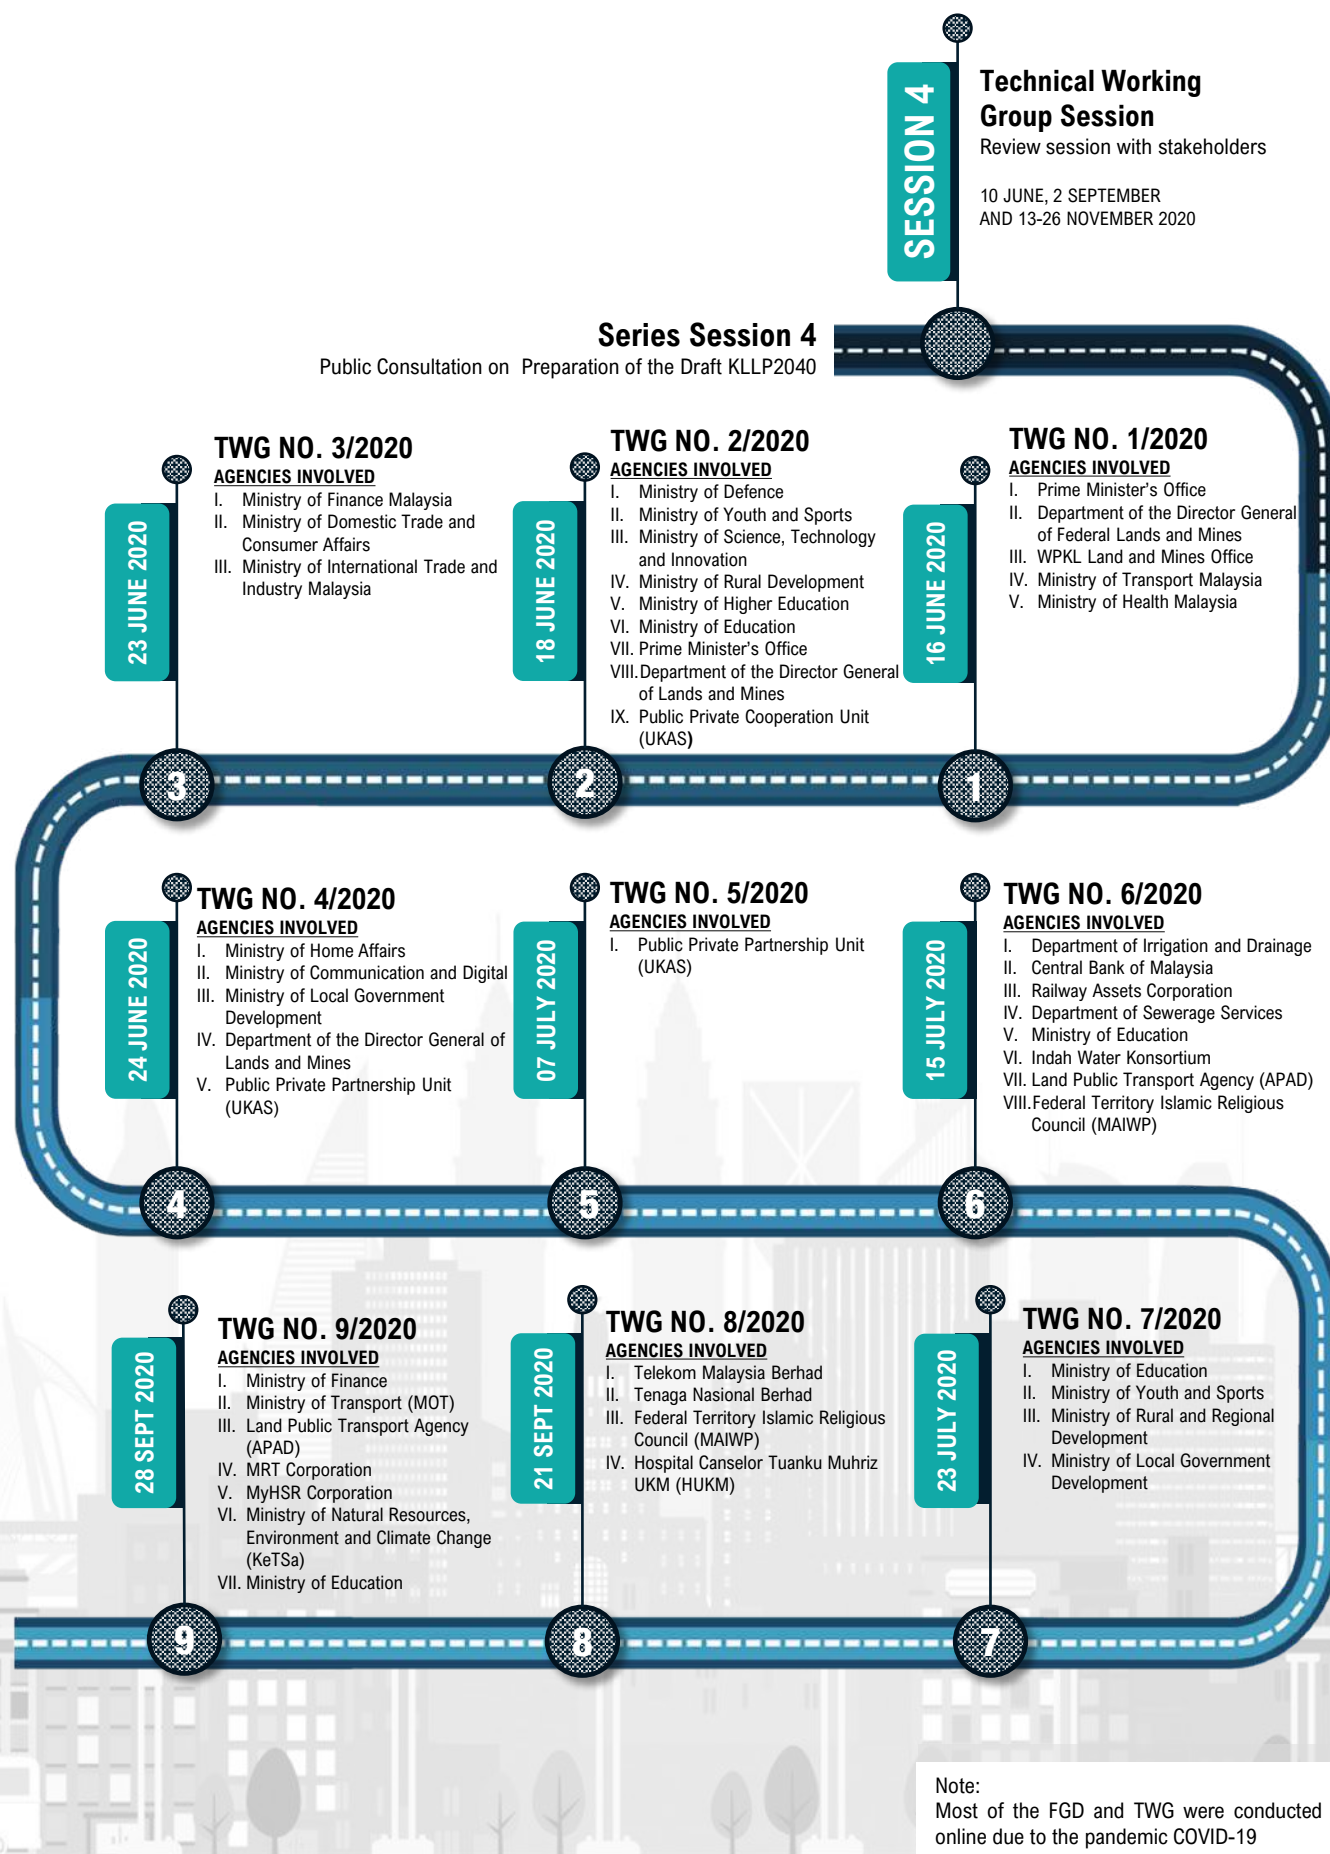 SESSION 4
Technical Working
Group Session
Review session with stakeholders
10 JUNE, 2 SEPTEMBER
AND 13-26 NOVEMBER 2020
Series Session 4
Public Consultation on Preparation of the Draft KLLP2040
23 JUNE 2020
TWG NO. 3/2020
AGENCIES INVOLVED
I. Ministry of Finance Malaysia
II. Ministry of Domestic Trade and
Consumer Affairs
III. Ministry of International Trade and
Industry Malaysia
3
18 JUNE 2020
TWG NO. 2/2020
AGENCIES INVOLVED
I. Ministry of Defence
II. Ministry of Youth and Sports
III. Ministry of Science, Technology
and Innovation
IV. Ministry of Rural Development
V. Ministry of Higher Education
VI. Ministry of Education
VII. Prime Minister's Office
VIII. Department of the Director General
of Lands and Mines
IX. Public Private Cooperation Unit
(UKAS)
2
16 JUNE 2020
TWG NO. 1/2020
AGENCIES INVOLVED
I. Prime Minister's Office
II. Department of the Director General
of Federal Lands and Mines
III. WPKL Land and Mines Office
IV. Ministry of Transport Malaysia
V. Ministry of Health Malaysia
1
24 JUNE 2020
TWG NO. 4/2020
AGENCIES INVOLVED
I. Ministry of Home Affairs
II. Ministry of Communication and Digital
III. Ministry of Local Government
Development
IV. Department of the Director General of
Lands and Mines
V. Public Private Partnership Unit
(UKAS)
4
07 JULY 2020
TWG NO. 5/2020
AGENCIES INVOLVED
I. Public Private Partnership Unit
(UKAS)
5
15 JULY 2020
TWG NO. 6/2020
AGENCIES INVOLVED
I. Department of Irrigation and Drainage
II. Central Bank of Malaysia
III. Railway Assets Corporation
IV. Department of Sewerage Services
V. Ministry of Education
VI. Indah Water Konsortium
VII. Land Public Transport Agency (APAD)
VIII. Federal Territory Islamic Religious
Council (MAIWP)
6
28 SEPT 2020
TWG NO. 9/2020
AGENCIES INVOLVED
I. Ministry of Finance
II. Ministry of Transport (MOT)
III. Land Public Transport Agency
(APAD)
IV. MRT Corporation
V. MyHSR Corporation
VI. Ministry of Natural Resources,
Environment and Climate Change
(KeTSa)
VII. Ministry of Education
9
21 SEPT 2020
TWG NO. 8/2020
AGENCIES INVOLVED
I. Telekom Malaysia Berhad
II. Tenaga Nasional Berhad
III. Federal Territory Islamic Religious
Council (MAIWP)
IV. Hospital Canselor Tuanku Muhriz
UKM (HUKM)
8
23 JULY 2020
TWG NO. 7/2020
AGENCIES INVOLVED
I. Ministry of Education
II. Ministry of Youth and Sports
III. Ministry of Rural and Regional
Development
IV. Ministry of Local Government
Development
7
Note:
Most of the FGD and TWG were conducted
online due to the pandemic COVID-19